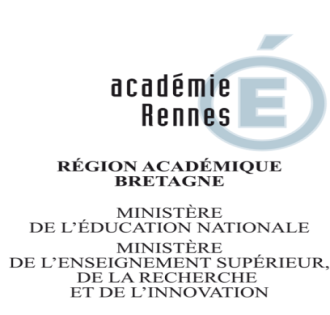 académie
Rennes
É
RÉGION ACADÉMIQUE
BRETAGNE
MINISTÈRE
DE L'ÉDUCATION NATIONALE
MINISTÈRE
DE L'ENSEIGNEMENT SUPÉRIEUR,
DE LA RECHERCHE
ET DE L'INNOVATION